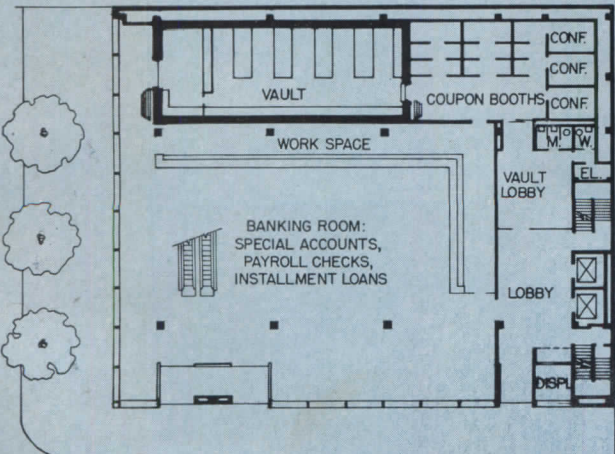 CONF.
CONF.
VAULT
COUPON BOOTHS
CONF.
WORK SPACE
M.
W.
VAULT
LOBBY
EL.
BANKING ROOM:
SPECIAL ACCOUNTS,
PAYROLL CHECKS,
INSTALLMENT LOANS
LOBBY
DISPL.